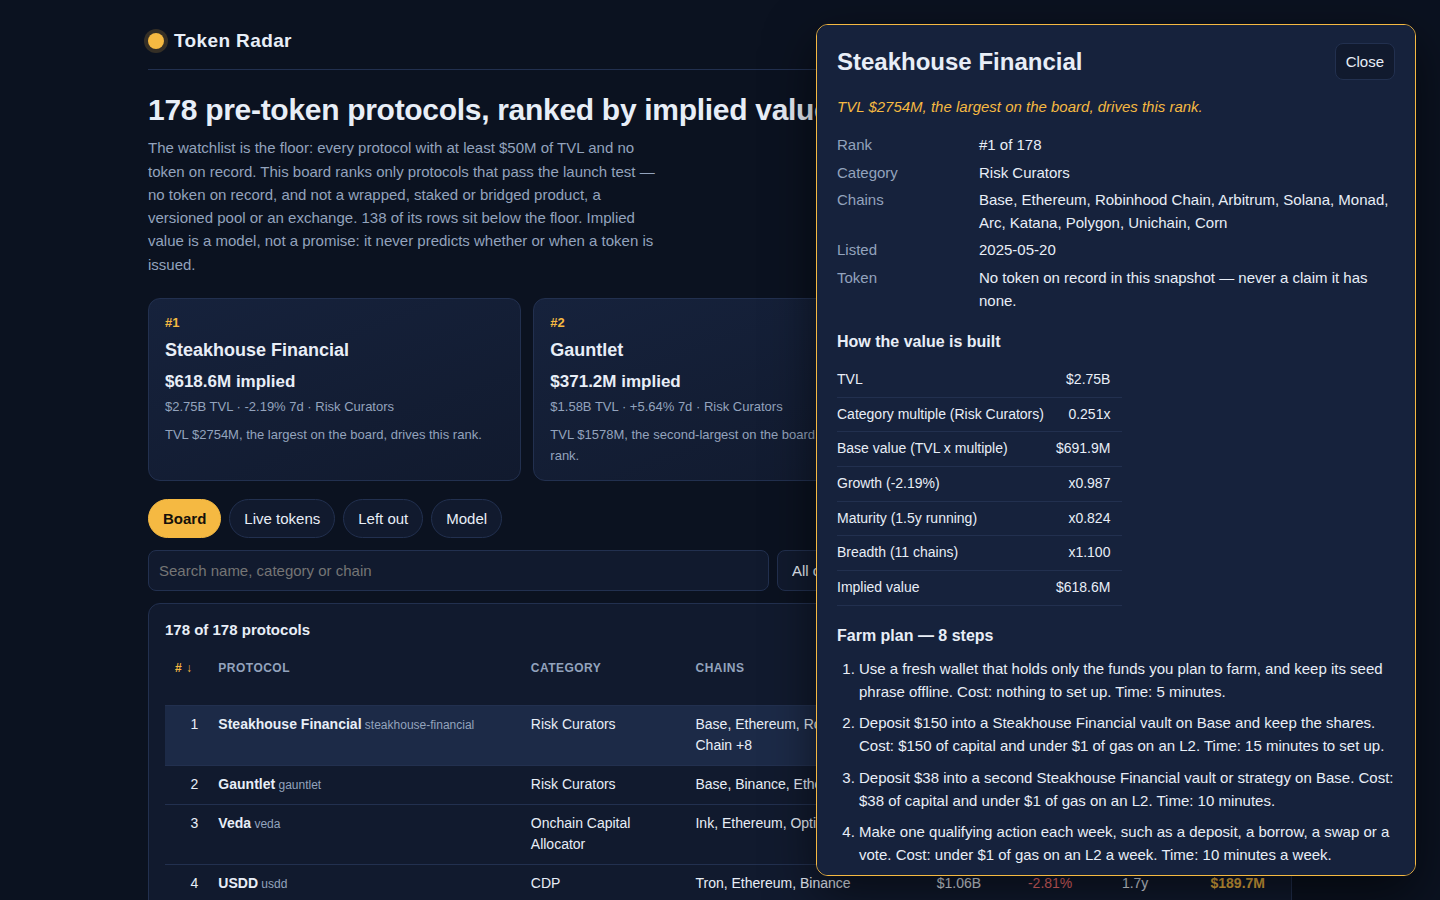 Token Radar
178 pre-token protocols, ranked by implied value
The watchlist is the floor: every protocol with at least $50M of TVL and no
token on record. This board ranks only protocols that pass the launch test —
no token on record, and not a wrapped, staked or bridged product, a
versioned pool or an exchange. 138 of its rows sit below the floor. Implied
value is a model, not a promise: it never predicts whether or when a token is
issued.
#1
Steakhouse Financial
$618.6M implied
$2.75B TVL · -2.19% 7d · Risk Curators
TVL $2754M, the largest on the board, drives this rank.
#2
Gauntlet
$371.2M implied
$1.58B TVL · +5.64% 7d · Risk Curators
TVL $1578M, the second-largest on the board
rank.
Board
Live tokens
Left out
Model
Search name, category or chain
All
178 of 178 protocols
# ↓ PROTOCOL CATEGORY CHAINS
1 Steakhouse Financial steakhouse-financial Risk Curators Base, Ethereum,
Chain +8
2 Gauntlet gauntlet Risk Curators Base, Binance,
3 Veda veda Onchain Capital Ink, Ethereum,
Allocator
4 USDD usdd CDP Tron, Ethereum, Binance $1.06B -2.81% 1.7y $189.7M
Steakhouse Financial
Close
TVL $2754M, the largest on the board, drives this rank.
Rank #1 of 178
Category Risk Curators
Chains Base, Ethereum, Robinhood Chain, Arbitrum, Solana, Monad,
Arc, Katana, Polygon, Unichain, Corn
Listed 2025-05-20
Token No token on record in this snapshot — never a claim it has
none.
How the value is built
TVL $2.75B
Category multiple (Risk Curators) 0.251x
Base value (TVL x multiple) $691.9M
Growth (-2.19%) x0.987
Maturity (1.5y running) x0.824
Breadth (11 chains) x1.100
Implied value $618.6M
Farm plan — 8 steps
1. Use a fresh wallet that holds only the funds you plan to farm, and keep its seed
phrase offline. Cost: nothing to set up. Time: 5 minutes.
2. Deposit $150 into a Steakhouse Financial vault on Base and keep the shares.
Cost: $150 of capital and under $1 of gas on an L2. Time: 15 minutes to set up.
3. Deposit $38 into a second Steakhouse Financial vault or strategy on Base. Cost:
$38 of capital and under $1 of gas on an L2. Time: 10 minutes.
4. Make one qualifying action each week, such as a deposit, a borrow, a swap or a
vote. Cost: under $1 of gas on an L2 a week. Time: 10 minutes a week.